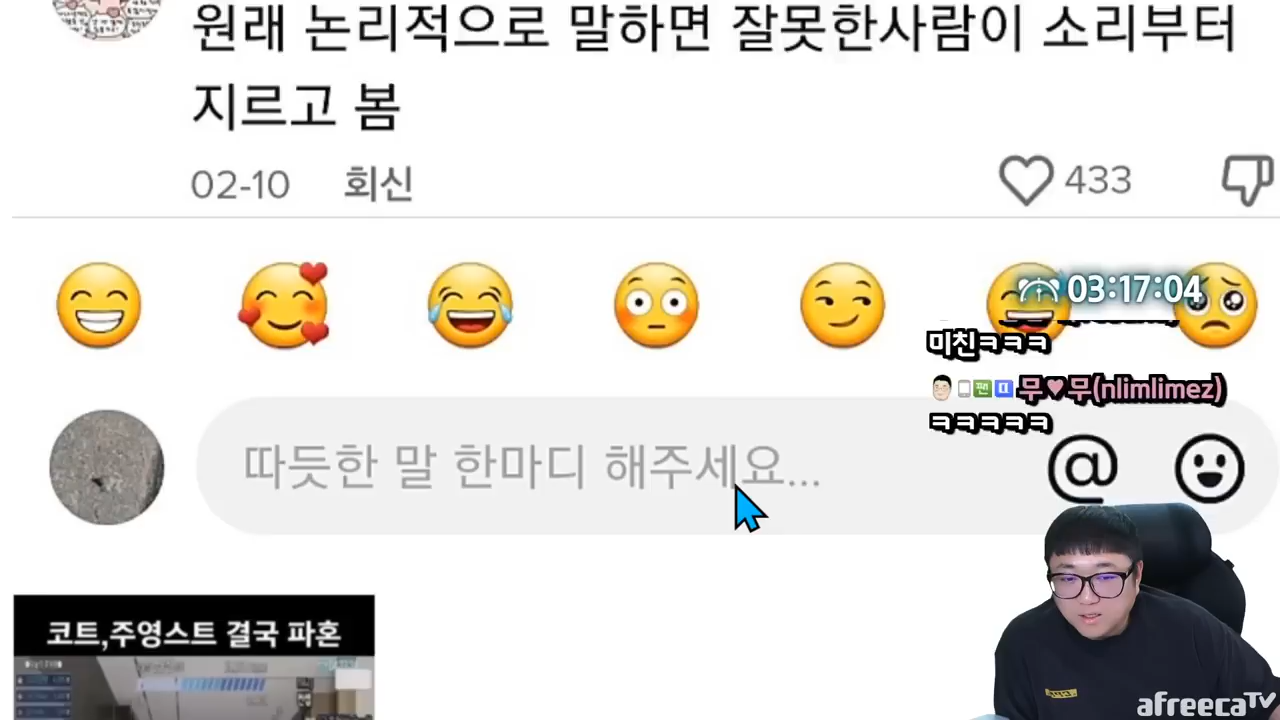 원래 논리적으로 말하면 잘못한사람이 소리부터
지르고 봄
02-10 회신 433
03:17:04
미친ㅋㅋㅋ
팬 무♥무(nlimlimez)
ㅋㅋㅋㅋㅋ
따듯한 말 한마디 해주세요...
@
코트,주영스트 결국 파혼
afreecaTV